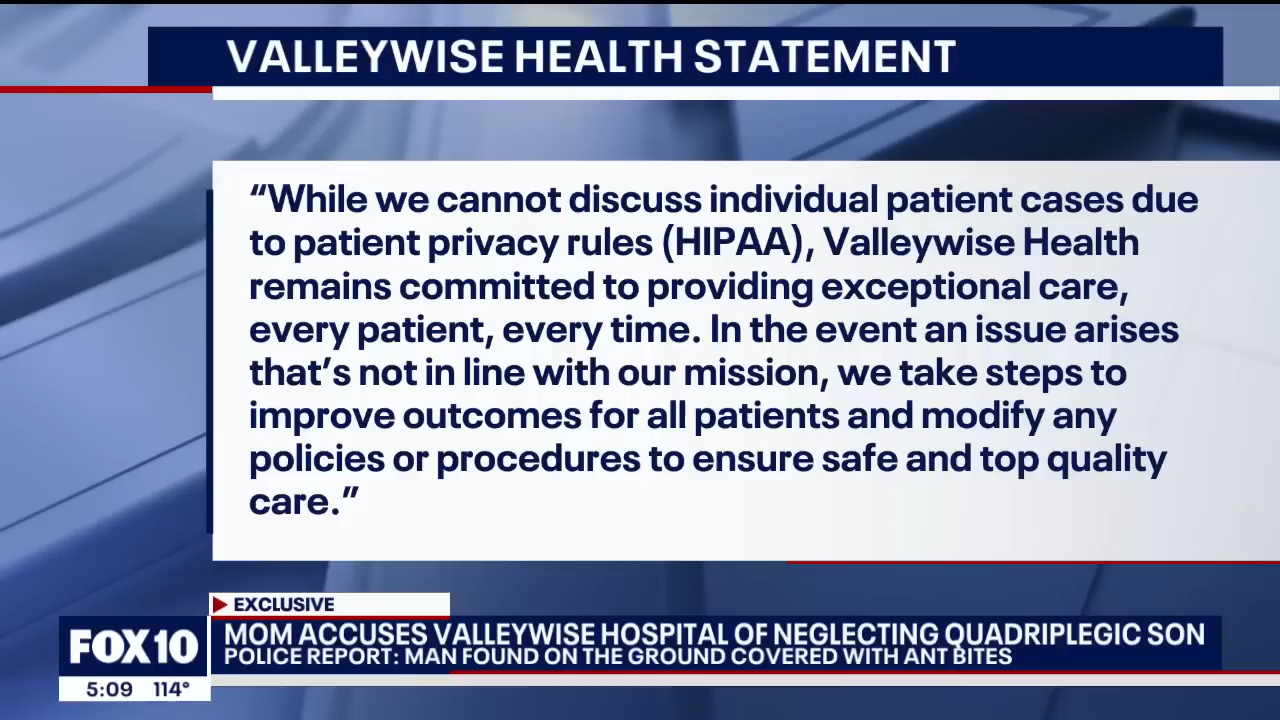 VALLEYWISE HEALTH STATEMENT
“While we cannot discuss individual patient cases due
to patient privacy rules (HIPAA), Valleywise Health
remains committed to providing exceptional care,
every patient, every time. In the event an issue arises
that’s not in line with our mission, we take steps to
improve outcomes for all patients and modify any
policies or procedures to ensure safe and top quality
care.”
EXCLUSIVE
MOM ACCUSES VALLEYWISE HOSPITAL OF NEGLECTING QUADRIPLEGIC SON
POLICE REPORT: MAN FOUND ON THE GROUND COVERED WITH ANT BITES
FOX 10
5:09 114°